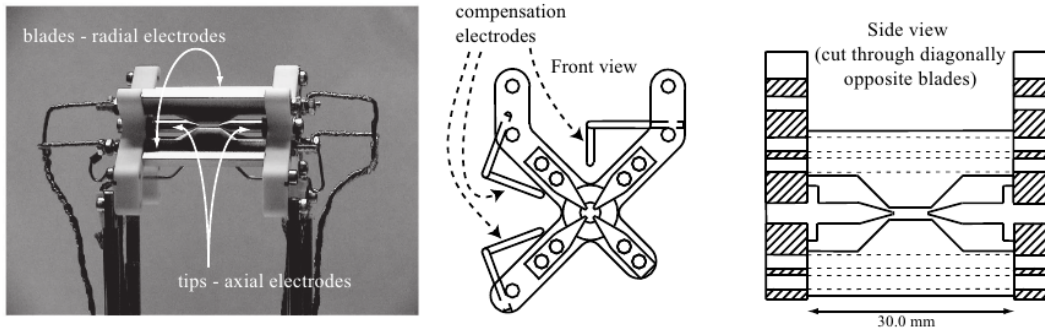 blades - radial electrodes
tips - axial electrodes
compensation
electrodes
Front view
Side view
(cut through diagonally
opposite blades)
30.0 mm